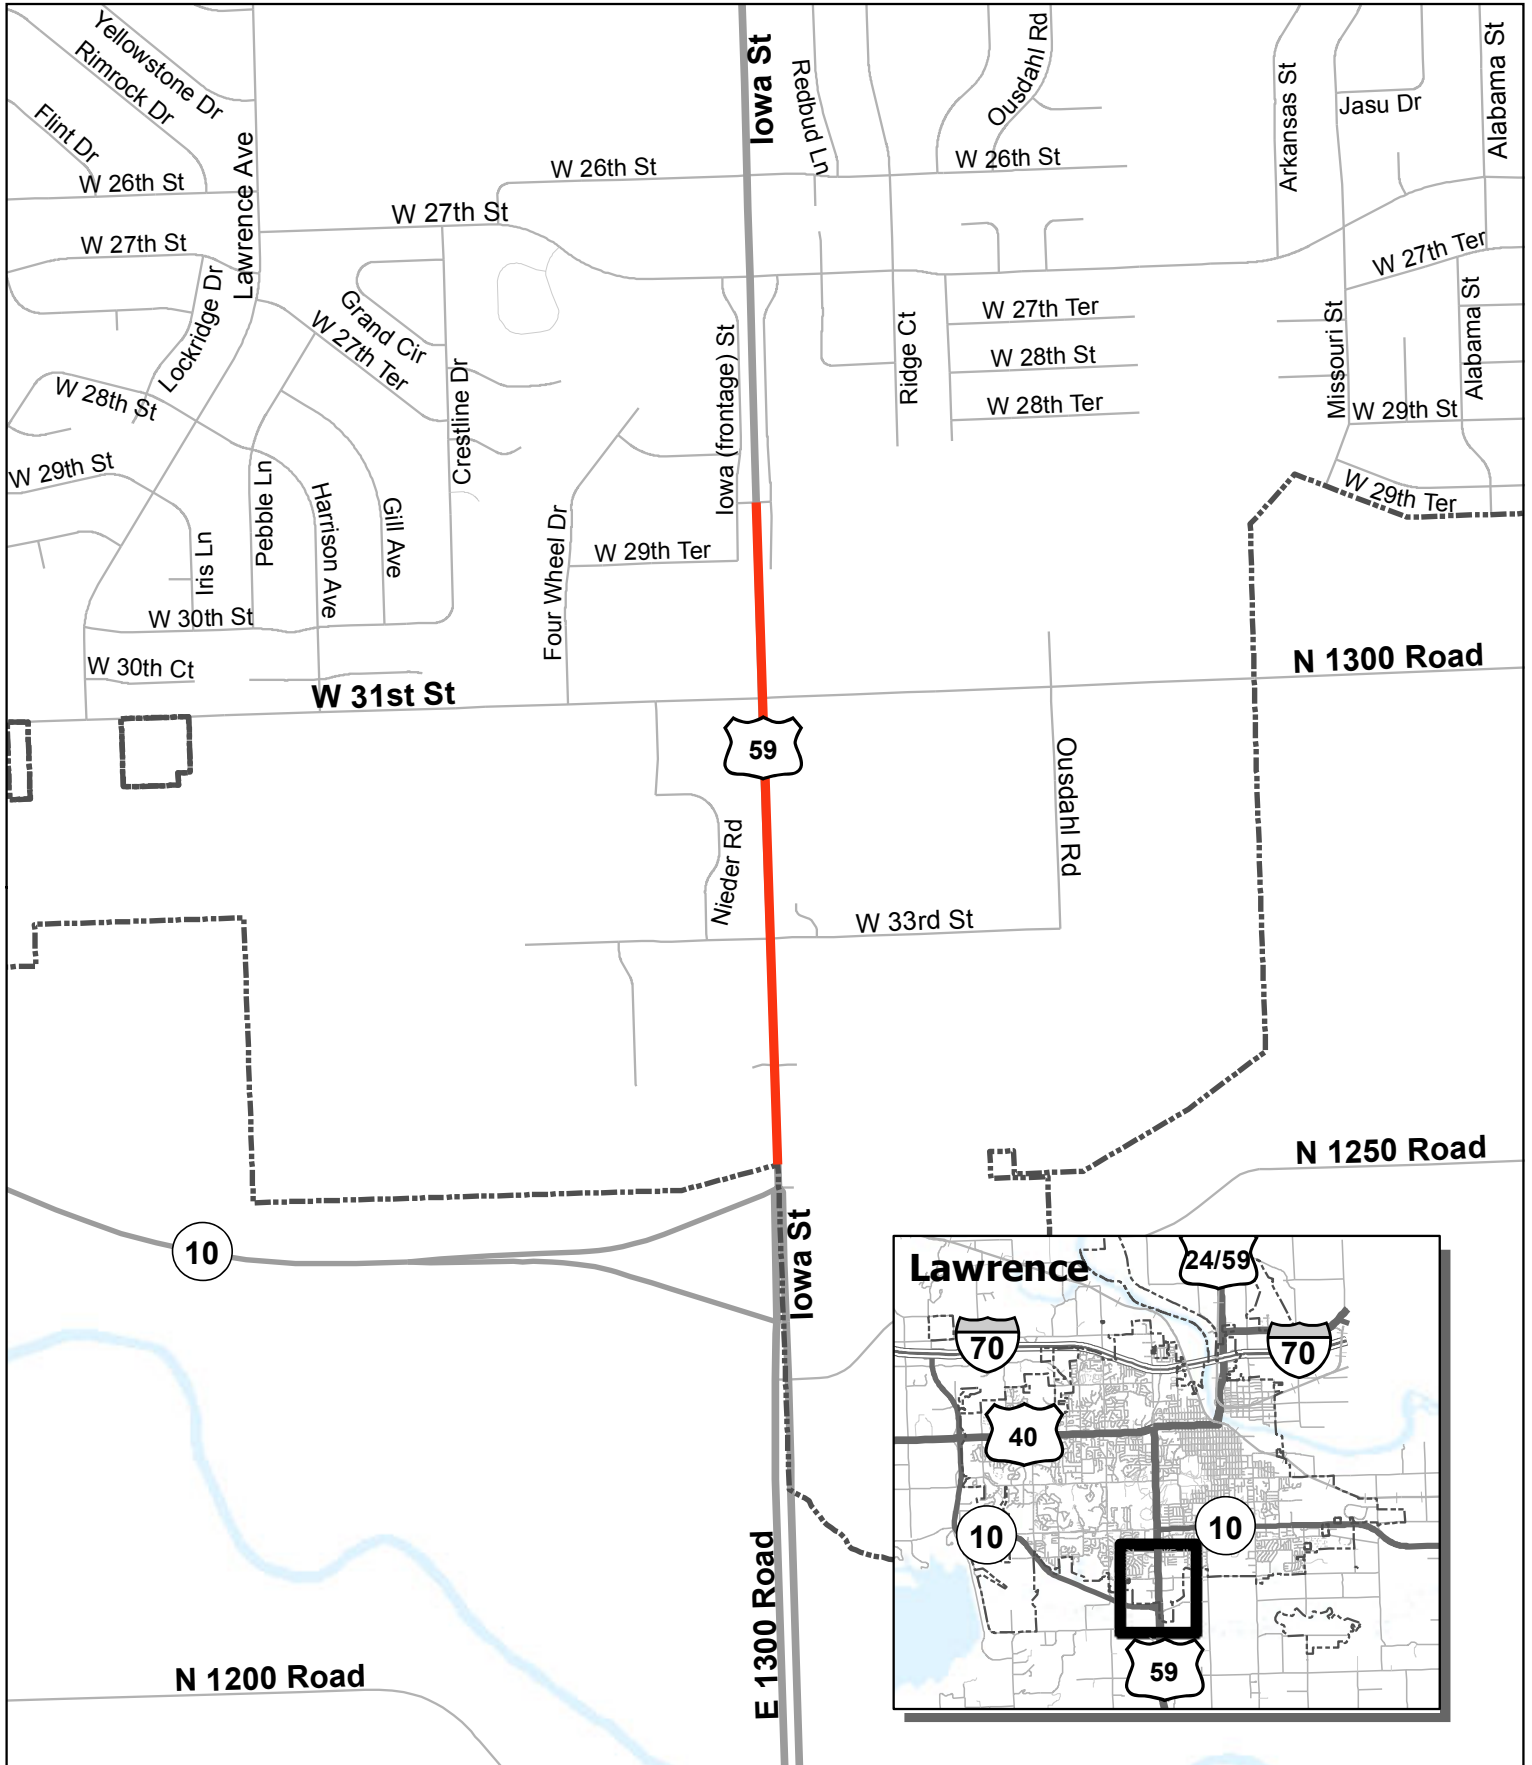 Yellowstone Dr
Rimrock Dr
Flint Dr
Lawrence Ave
W 26th St
W 27th St
Lockridge Dr
W 27th St
W 26th St
Iowa St
Redbud Ln
Ousdahl Rd
W 26th St
Arkansas St
Jasu Dr
Alabama St
W 27th Ter
Grand Cir
W 27th Ter
Crestline Dr
Iowa (frontage) St
Ridge Ct
W 27th Ter
W 28th St
W 28th Ter
Missouri St
Alabama St
W 29th St
W 29th Ter
W 28th St
W 29th St
Pebble Ln
Harrison Ave
Gill Ave
Iris Ln
W 30th St
W 30th Ct
Four Wheel Dr
W 29th Ter
W 31st St
N 1300 Road
59
Nieder Rd
Ousdahl Rd
W 33rd St
N 1250 Road
10
Iowa St
E 1300 Road
N 1200 Road
Lawrence
24/59
70
70
40
10
10
59